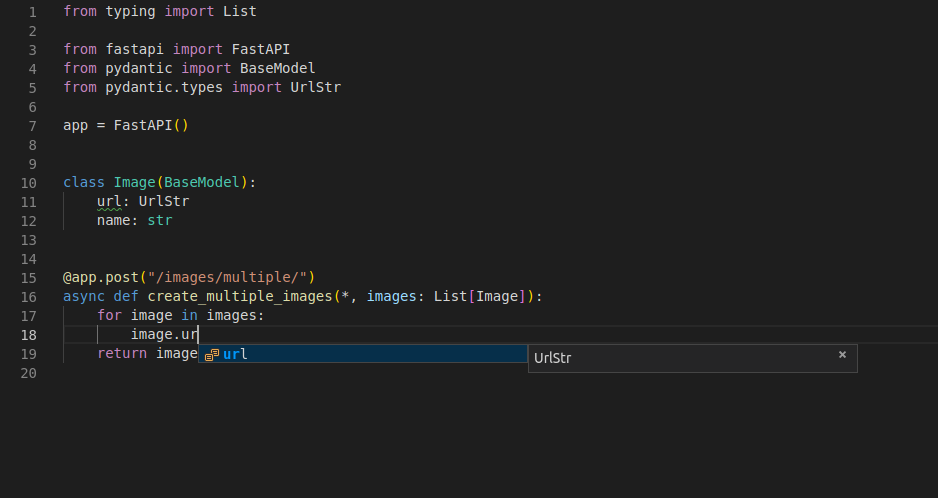 1 from typing import List
2
3 from fastapi import FastAPI
4 from pydantic import BaseModel
5 from pydantic.types import UrlStr
6
7 app = FastAPI()
8
9
10 class Image(BaseModel):
11     url: UrlStr
12     name: str
13
14
15 @app.post("/images/multiple/")
16 async def create_multiple_images(*, images: List[Image]):
17     for image in images:
18         image.ur
19     return image url UrlStr ×
20